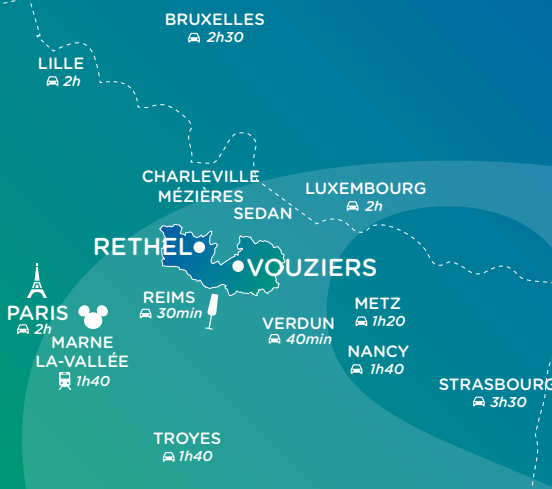 BRUXELLES
2h30
LILLE
2h
CHARLEVILLE
MÉZIÈRES
SEDAN
LUXEMBOURG
2h
RETHEL
VOUZIERS
REIMS
30min
PARIS
2h
MARNE
LA-VALLÉE
1h40
VERDUN
40min
METZ
1h20
NANCY
1h40
STRASBOURG
3h30
TROYES
1h40